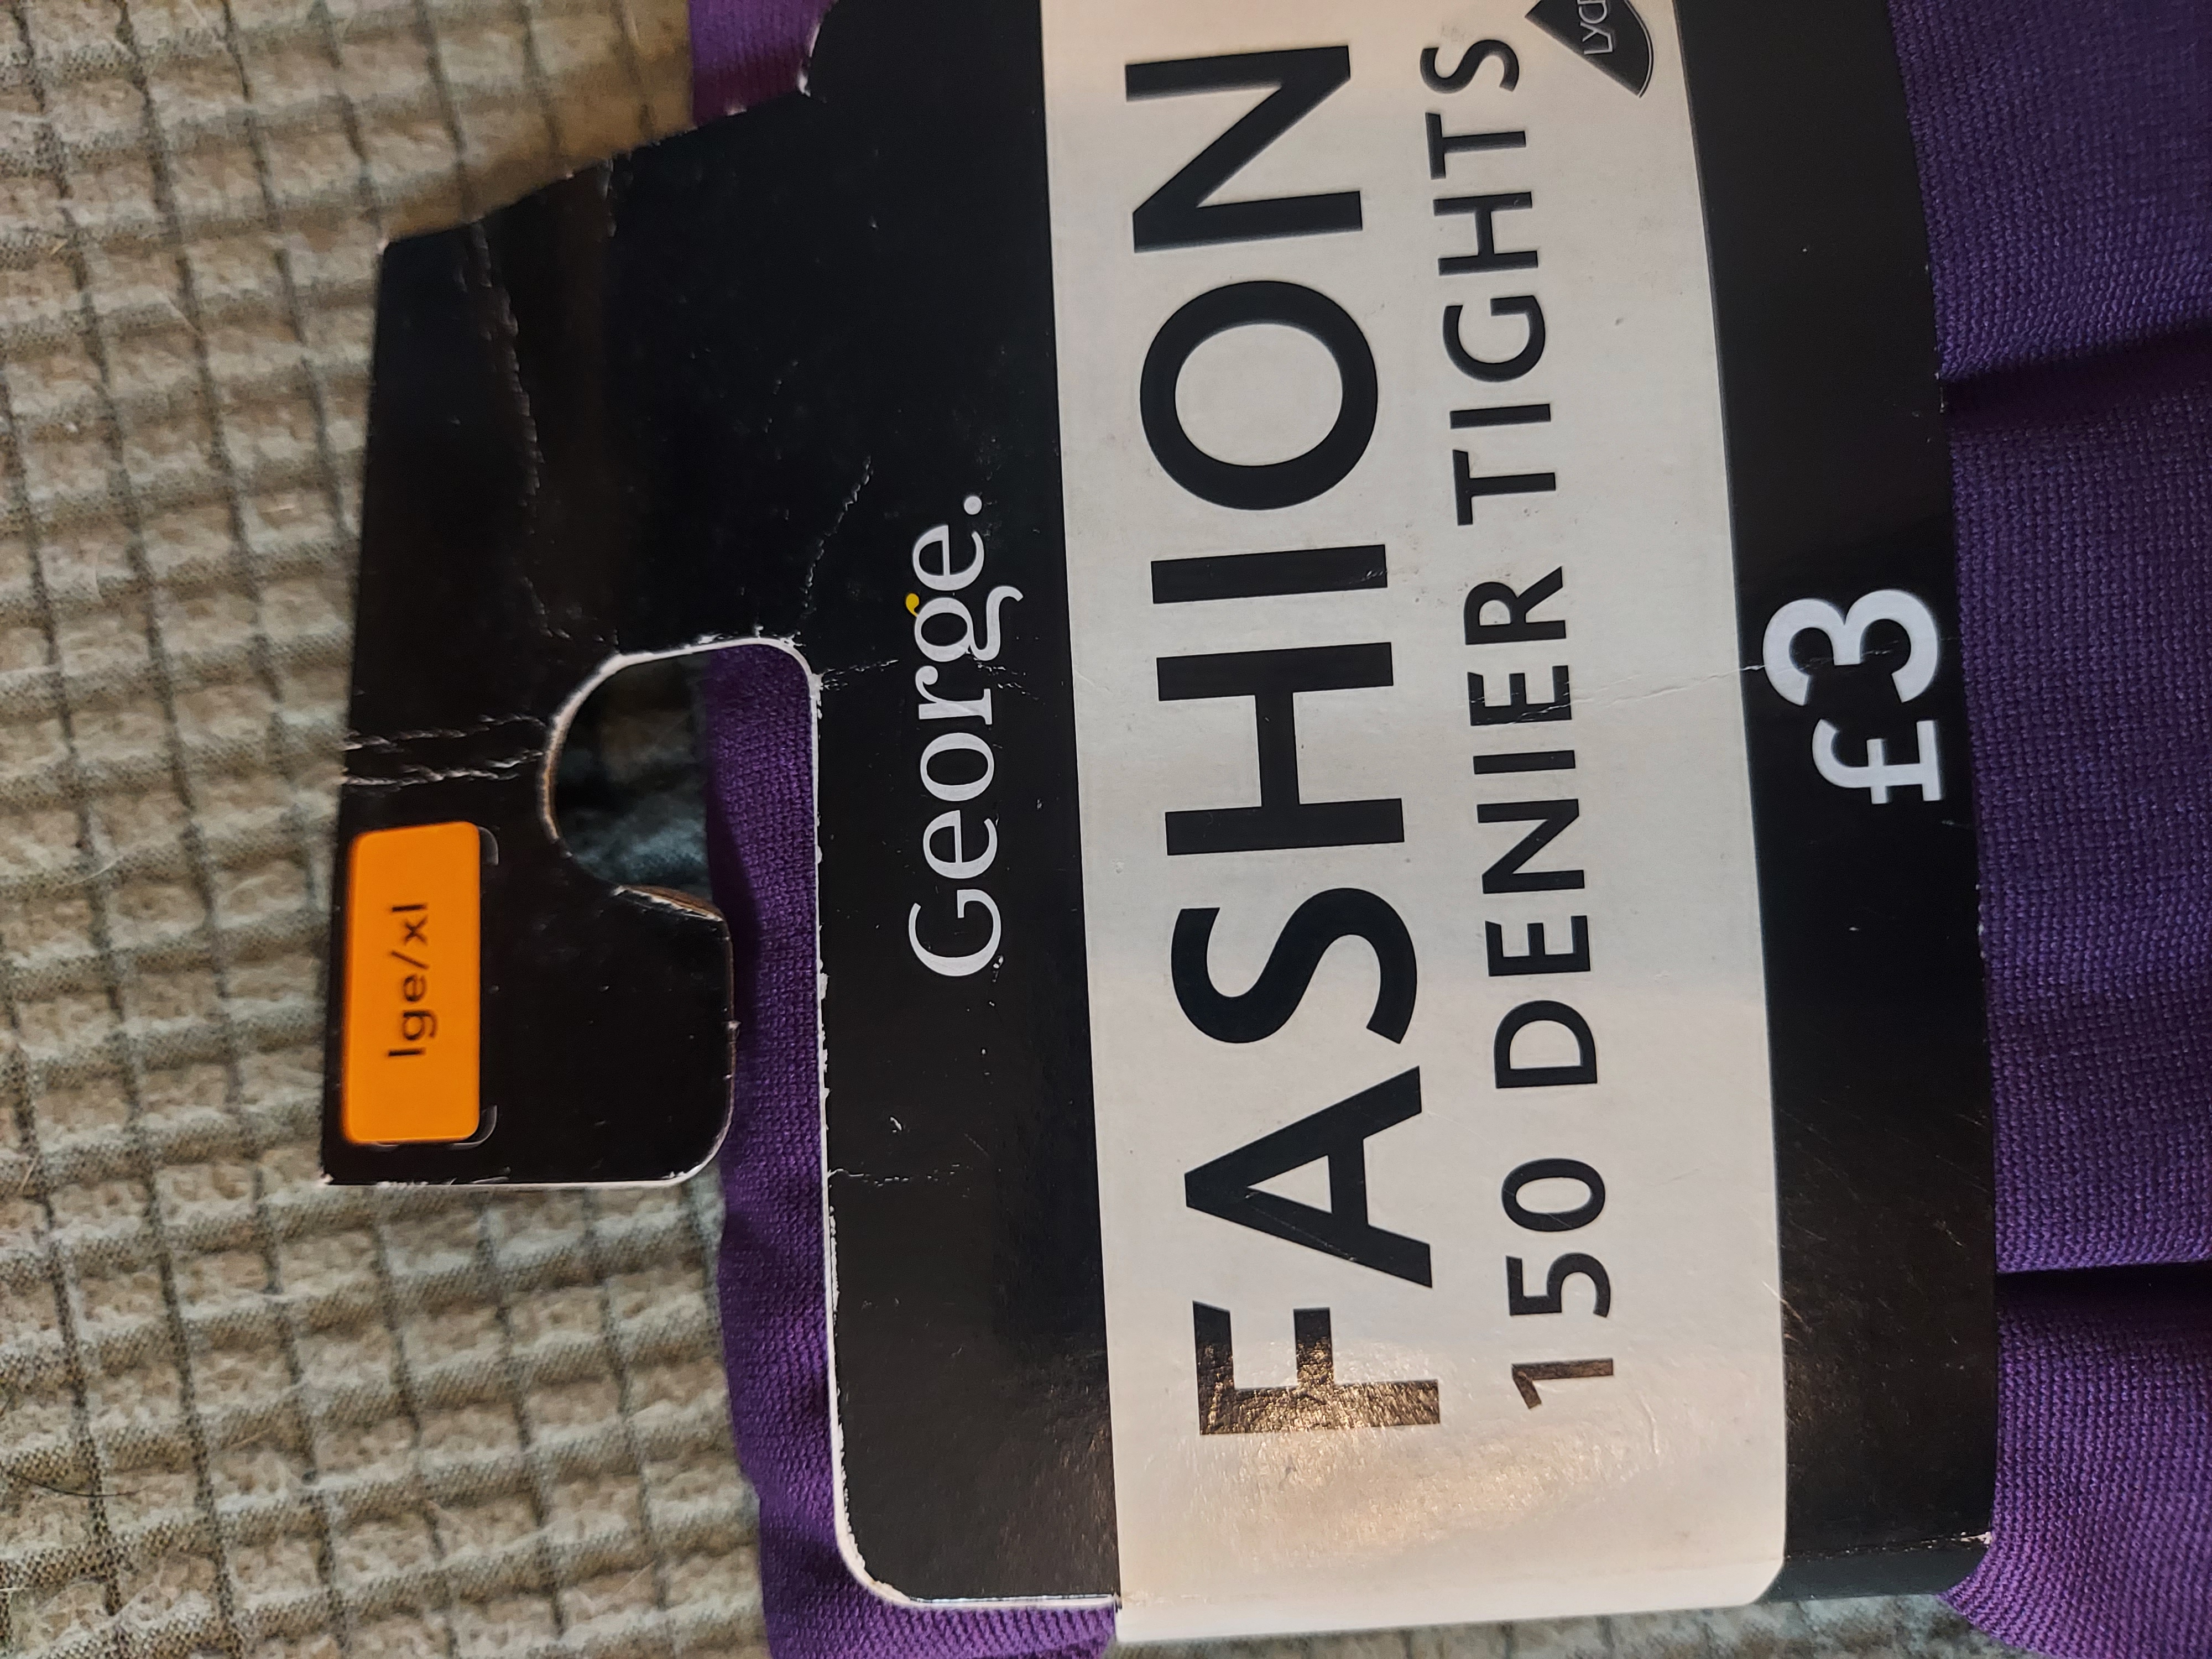 lge/xl
George.
FASHION
150 DENIER TIGHTS
£3